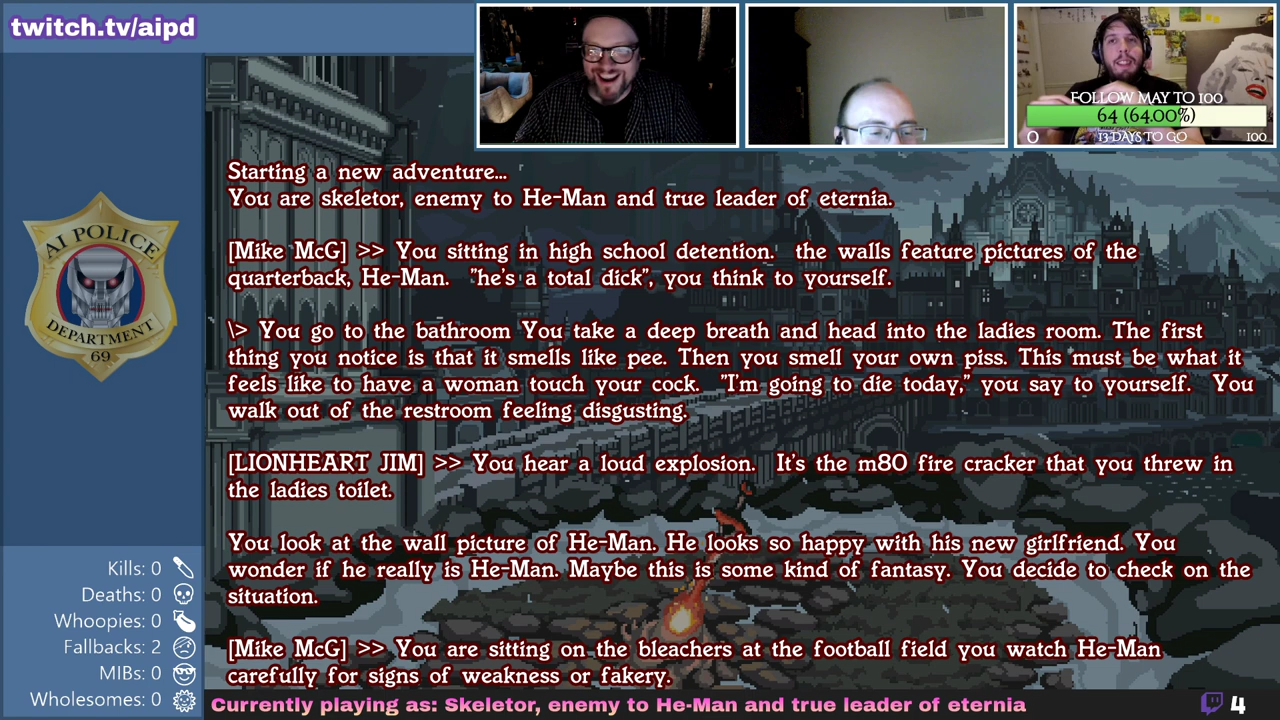 twitch.tv/aipd
FOLLOW MAY TO 100
64 (64.00%)
0 13 DAYS TO GO 100
Starting a new adventure...
You are skeletor, enemy to He-Man and true leader of eternia.
[Mike McG] >> You sitting in high school detention. the walls feature pictures of the
quarterback, He-Man. "he's a total dick", you think to yourself.
\> You go to the bathroom You take a deep breath and head into the ladies room. The first
thing you notice is that it smells like pee. Then you smell your own piss. This must be what it
feels like to have a woman touch your cock. "I'm going to die today," you say to yourself. You
walk out of the restroom feeling disgusting.
[LIONHEART JIM] >> You hear a loud explosion. It's the m80 fire cracker that you threw in
the ladies toilet.
You look at the wall picture of He-Man. He looks so happy with his new girlfriend. You
wonder if he really is He-Man. Maybe this is some kind of fantasy. You decide to check on the
situation.
[Mike McG] >> You are sitting on the bleachers at the football field you watch He-Man
carefully for signs of weakness or fakery.
AI POLICE
DEPARTMENT
69
Kills: 0
Deaths: 0
Whoopies: 0
Fallbacks: 2
MIBs: 0
Wholesomes: 0
Currently playing as: Skeletor, enemy to He-Man and true leader of eternia
4